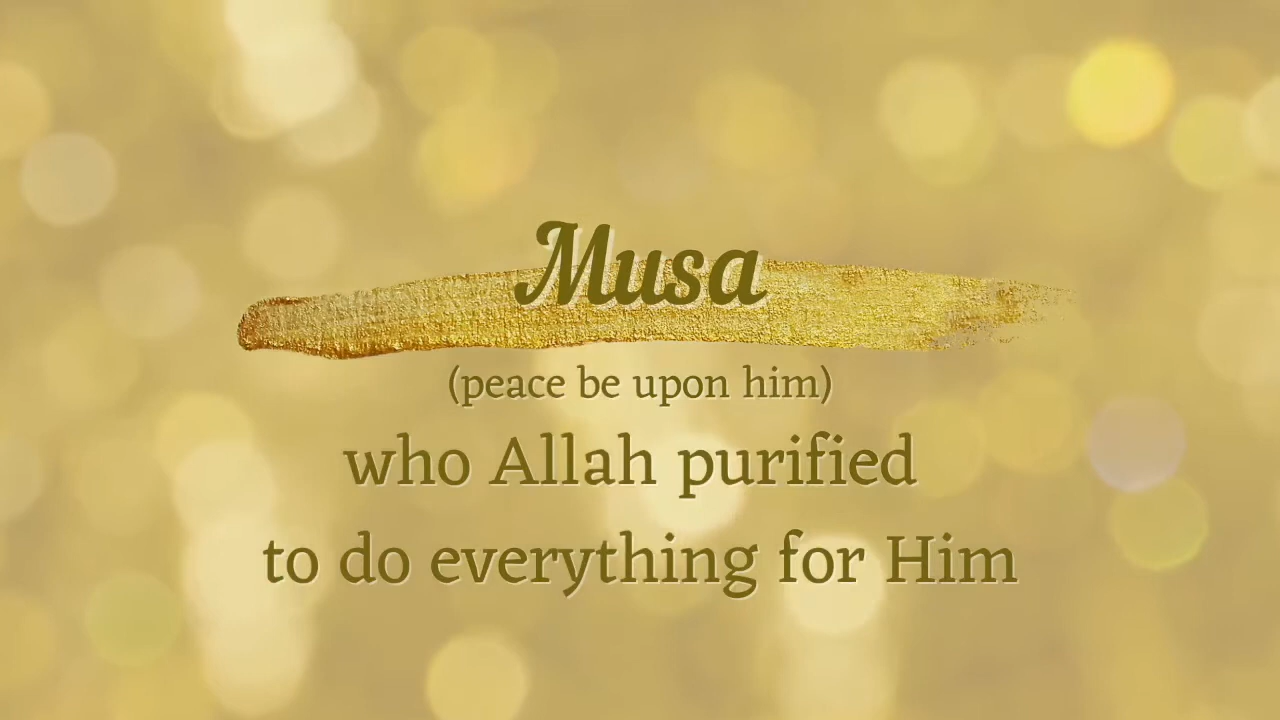 Musa
(peace be upon him)
who Allah purified
to do everything for Him